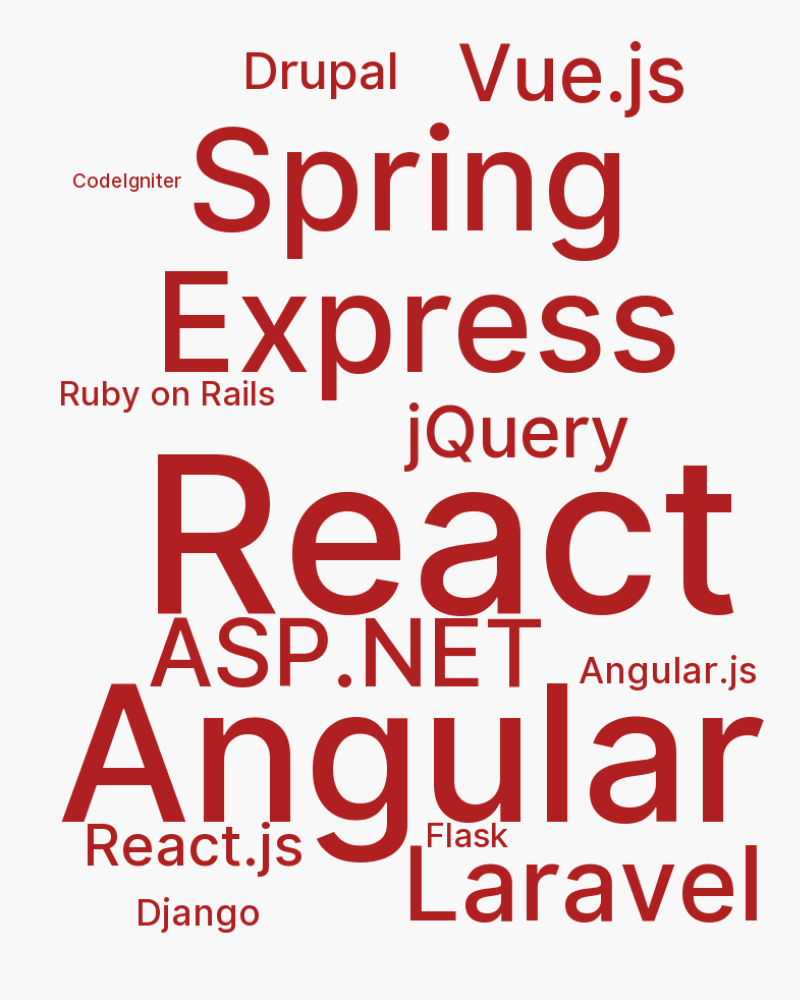 Drupal
Vue.js
CodeIgniter
Spring
Express
Ruby on Rails
jQuery
React
ASP.NET
Angular.js
Angular
React.js
Flask
Laravel
Django